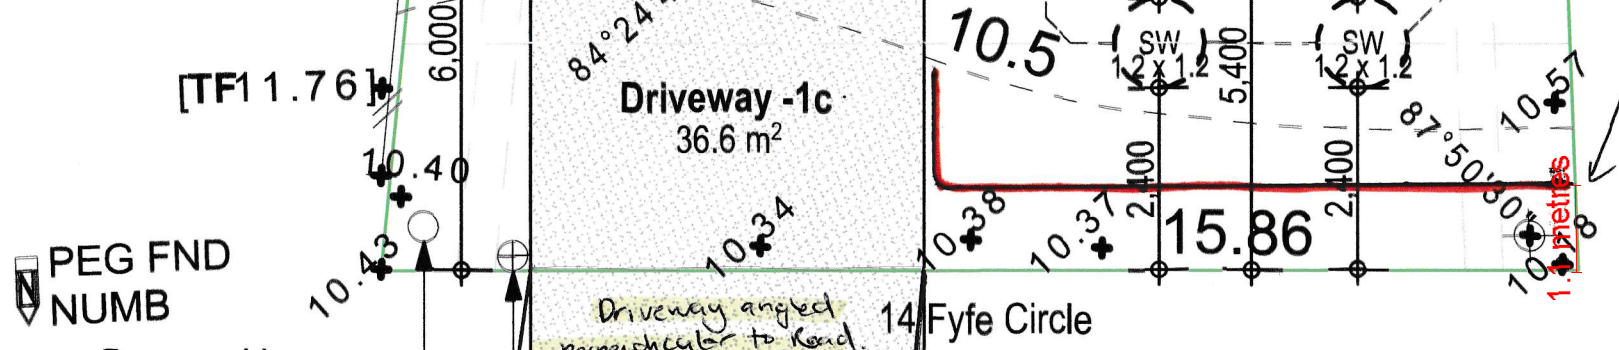 6,000
84°24'
10.5
SW
1.2 x 1.2
SW
1.2 x 1.2
5,400
10.57
[TF11.76]
Driveway -1c
36.6 m²
87°50'30"
10.40
2,400
2,400
1.1 metres
10.43
10.34
10.38
10.37
15.86
PEG FND
NUMB
N
Driveway angled
perpendicular to Road.
14 Fyfe Circle